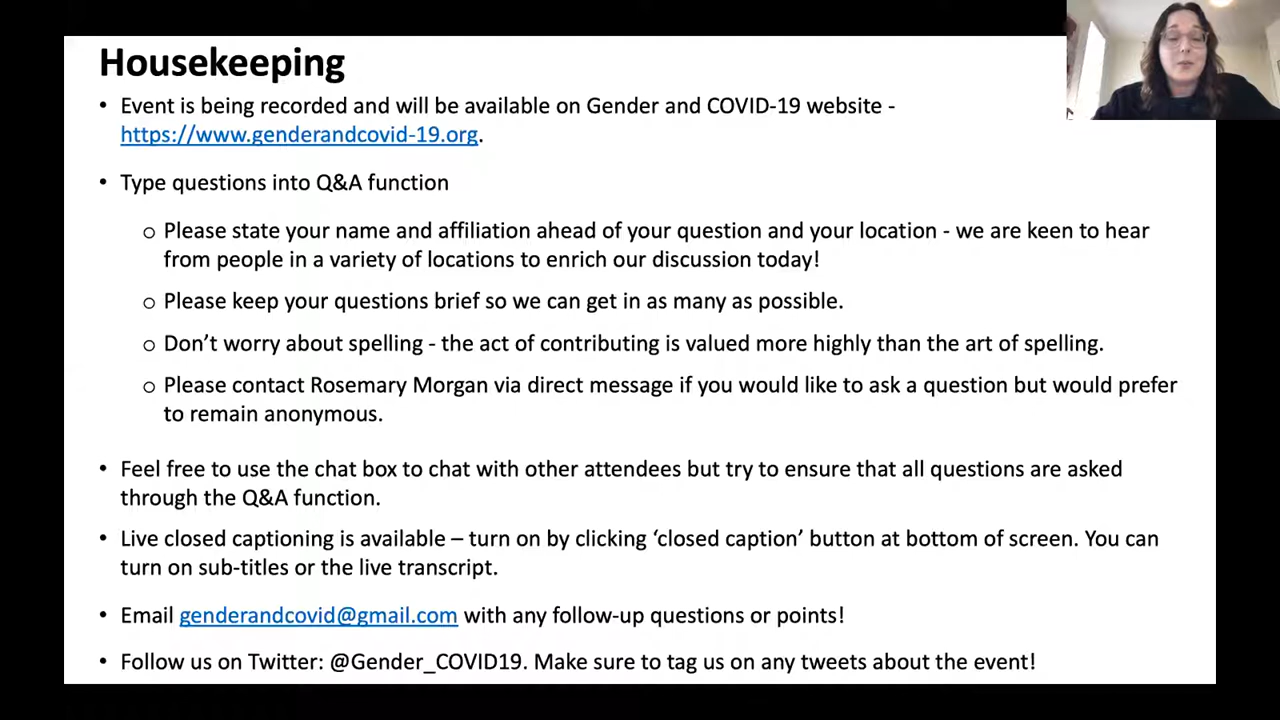 Housekeeping
• Event is being recorded and will be available on Gender and COVID-19 website -
https://www.genderandcovid-19.org.
• Type questions into Q&A function
o Please state your name and affiliation ahead of your question and your location - we are keen to hear
from people in a variety of locations to enrich our discussion today!
o Please keep your questions brief so we can get in as many as possible.
o Don’t worry about spelling - the act of contributing is valued more highly than the art of spelling.
o Please contact Rosemary Morgan via direct message if you would like to ask a question but would prefer
to remain anonymous.
• Feel free to use the chat box to chat with other attendees but try to ensure that all questions are asked
through the Q&A function.
• Live closed captioning is available – turn on by clicking ‘closed caption’ button at bottom of screen. You can
turn on sub-titles or the live transcript.
• Email genderandcovid@gmail.com with any follow-up questions or points!
• Follow us on Twitter: @Gender_COVID19. Make sure to tag us on any tweets about the event!